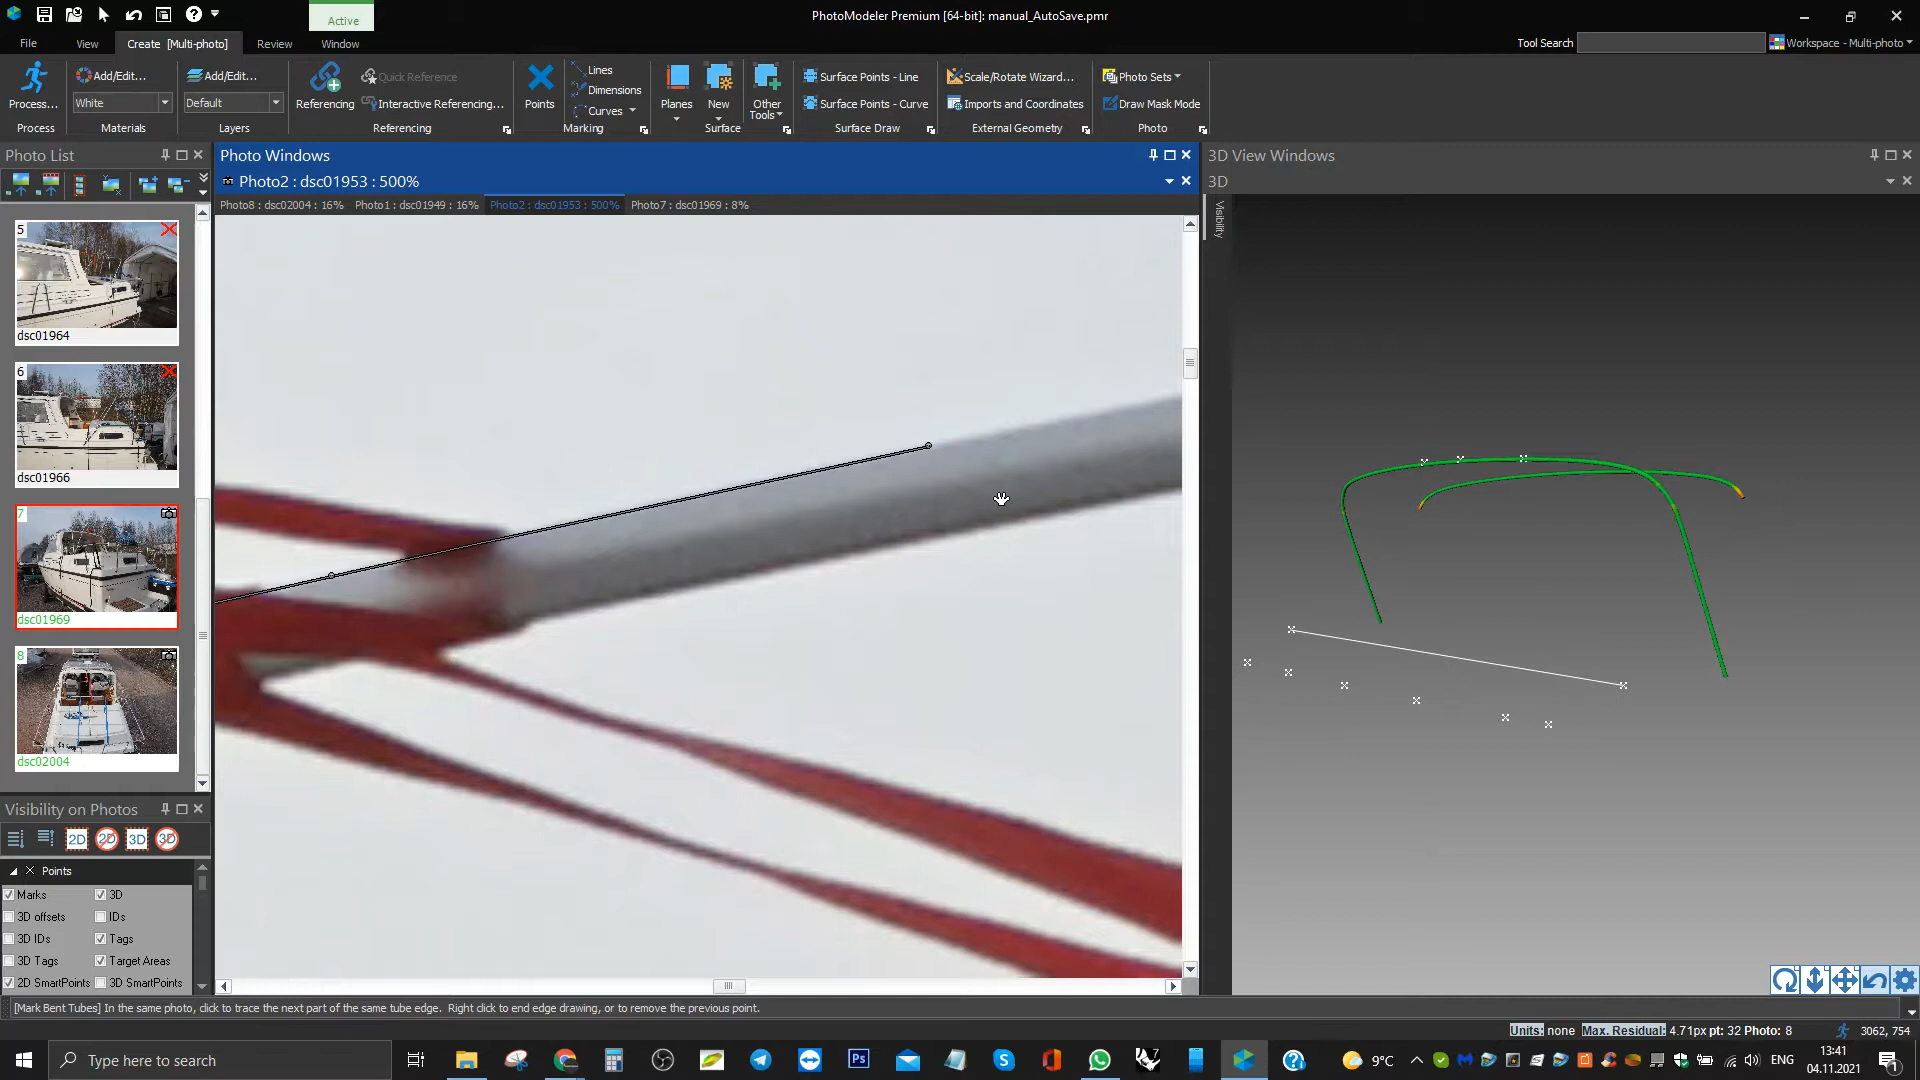 PhotoModeler Premium [64-bit]: manual_AutoSave.pmr
Active
File
View
Create [Multi-photo]
Review
Window
Tool Search
Workspace - Multi-photo
Process...
Process
Add/Edit...
White
Materials
Add/Edit...
Default
Layers
Referencing
Quick Reference
Interactive Referencing...
Referencing
Points
Lines
Dimensions
Curves
Marking
Planes
New
Other Tools
Surface
Surface Points - Line
Surface Points - Curve
Surface Draw
Scale/Rotate Wizard...
Imports and Coordinates
External Geometry
Photo Sets
Draw Mask Mode
Photo
Photo List
5
dsc01964
6
dsc01966
7
dsc01969
8
dsc02004
Photo Windows
Photo2 : dsc01953 : 500%
Photo8 : dsc02004 : 16%
Photo1 : dsc01949 : 16%
Photo2 : dsc01953 : 500%
Photo7 : dsc01969 : 8%
3D View Windows
3D
Visibility
Visibility on Photos
2D
2D
3D
3D
Points
Marks
3D
3D offsets
IDs
3D IDs
Tags
3D Tags
Target Areas
2D SmartPoints
3D SmartPoints
[Mark Bent Tubes] In the same photo, click to trace the next part of the same tube edge. Right click to end edge drawing, or to remove the previous point.
Units: none
Max. Residual: 4.71px pt: 32 Photo: 8
3062, 754
Type here to search
Ps
9°C
ENG
13:41
04.11.2021
1